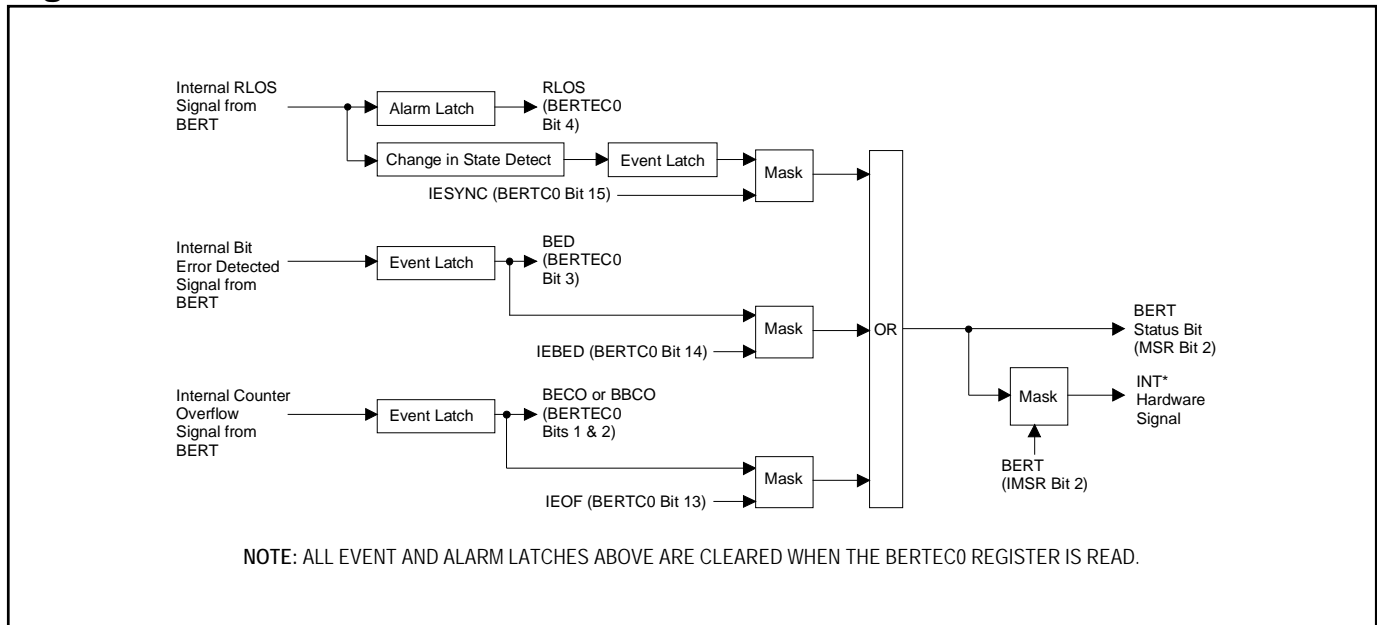 Internal RLOS
Signal from
BERT
Alarm Latch
RLOS
(BERTEC0
Bit 4)
Change in State Detect
Event Latch
Mask
IESYNC (BERTC0 Bit 15)
Internal Bit
Error Detected
Signal from
BERT
Event Latch
BED
(BERTEC0
Bit 3)
Mask
IEBED (BERTC0 Bit 14)
OR
BERT
Status Bit
(MSR Bit 2)
Mask
INT*
Hardware
Signal
BERT
(IMSR Bit 2)
Internal Counter
Overflow
Signal from
BERT
Event Latch
BECO or BBCO
(BERTEC0
Bits 1 & 2)
Mask
IEOF (BERTC0 Bit 13)
NOTE: ALL EVENT AND ALARM LATCHES ABOVE ARE CLEARED WHEN THE BERTEC0 REGISTER IS READ.